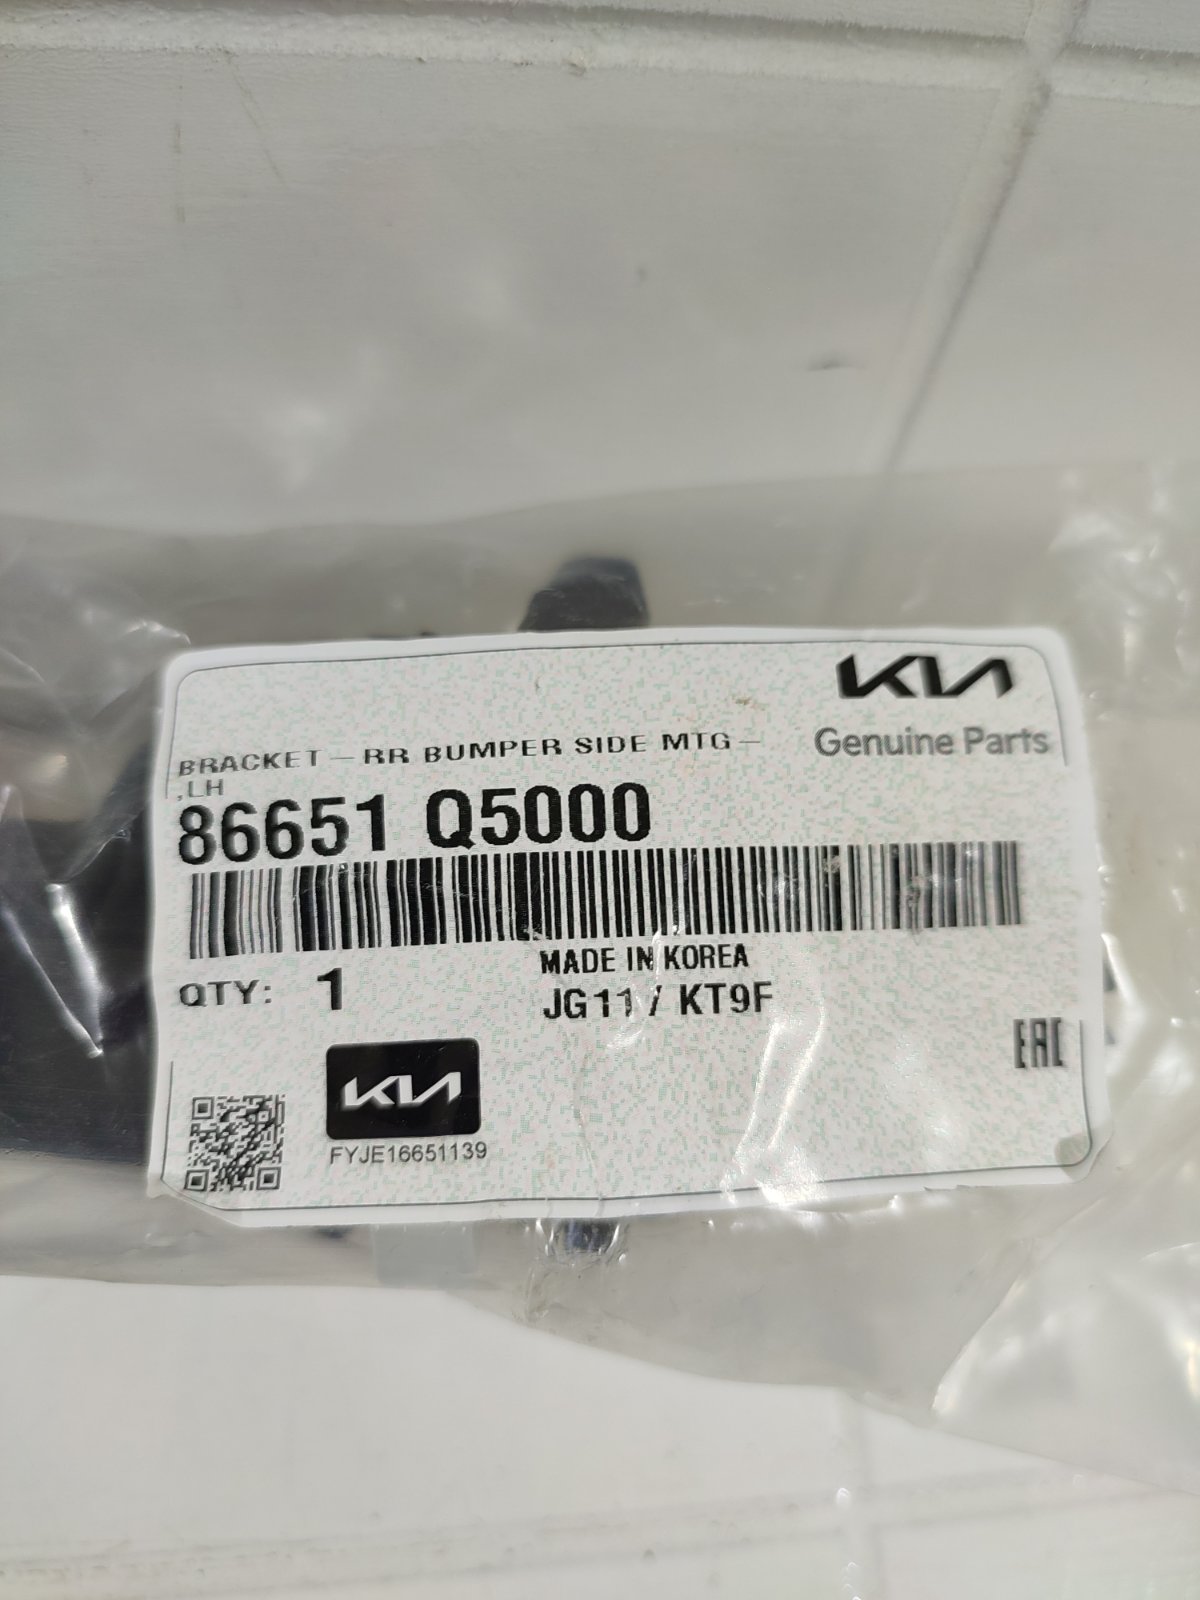 KIA
Genuine Parts
BRACKET - RR BUMPER SIDE MTG -
,LH
86651 Q5000
MADE IN KOREA
QTY: 1
JG11 / KT9F
EAC
KIA
FYJE16651139